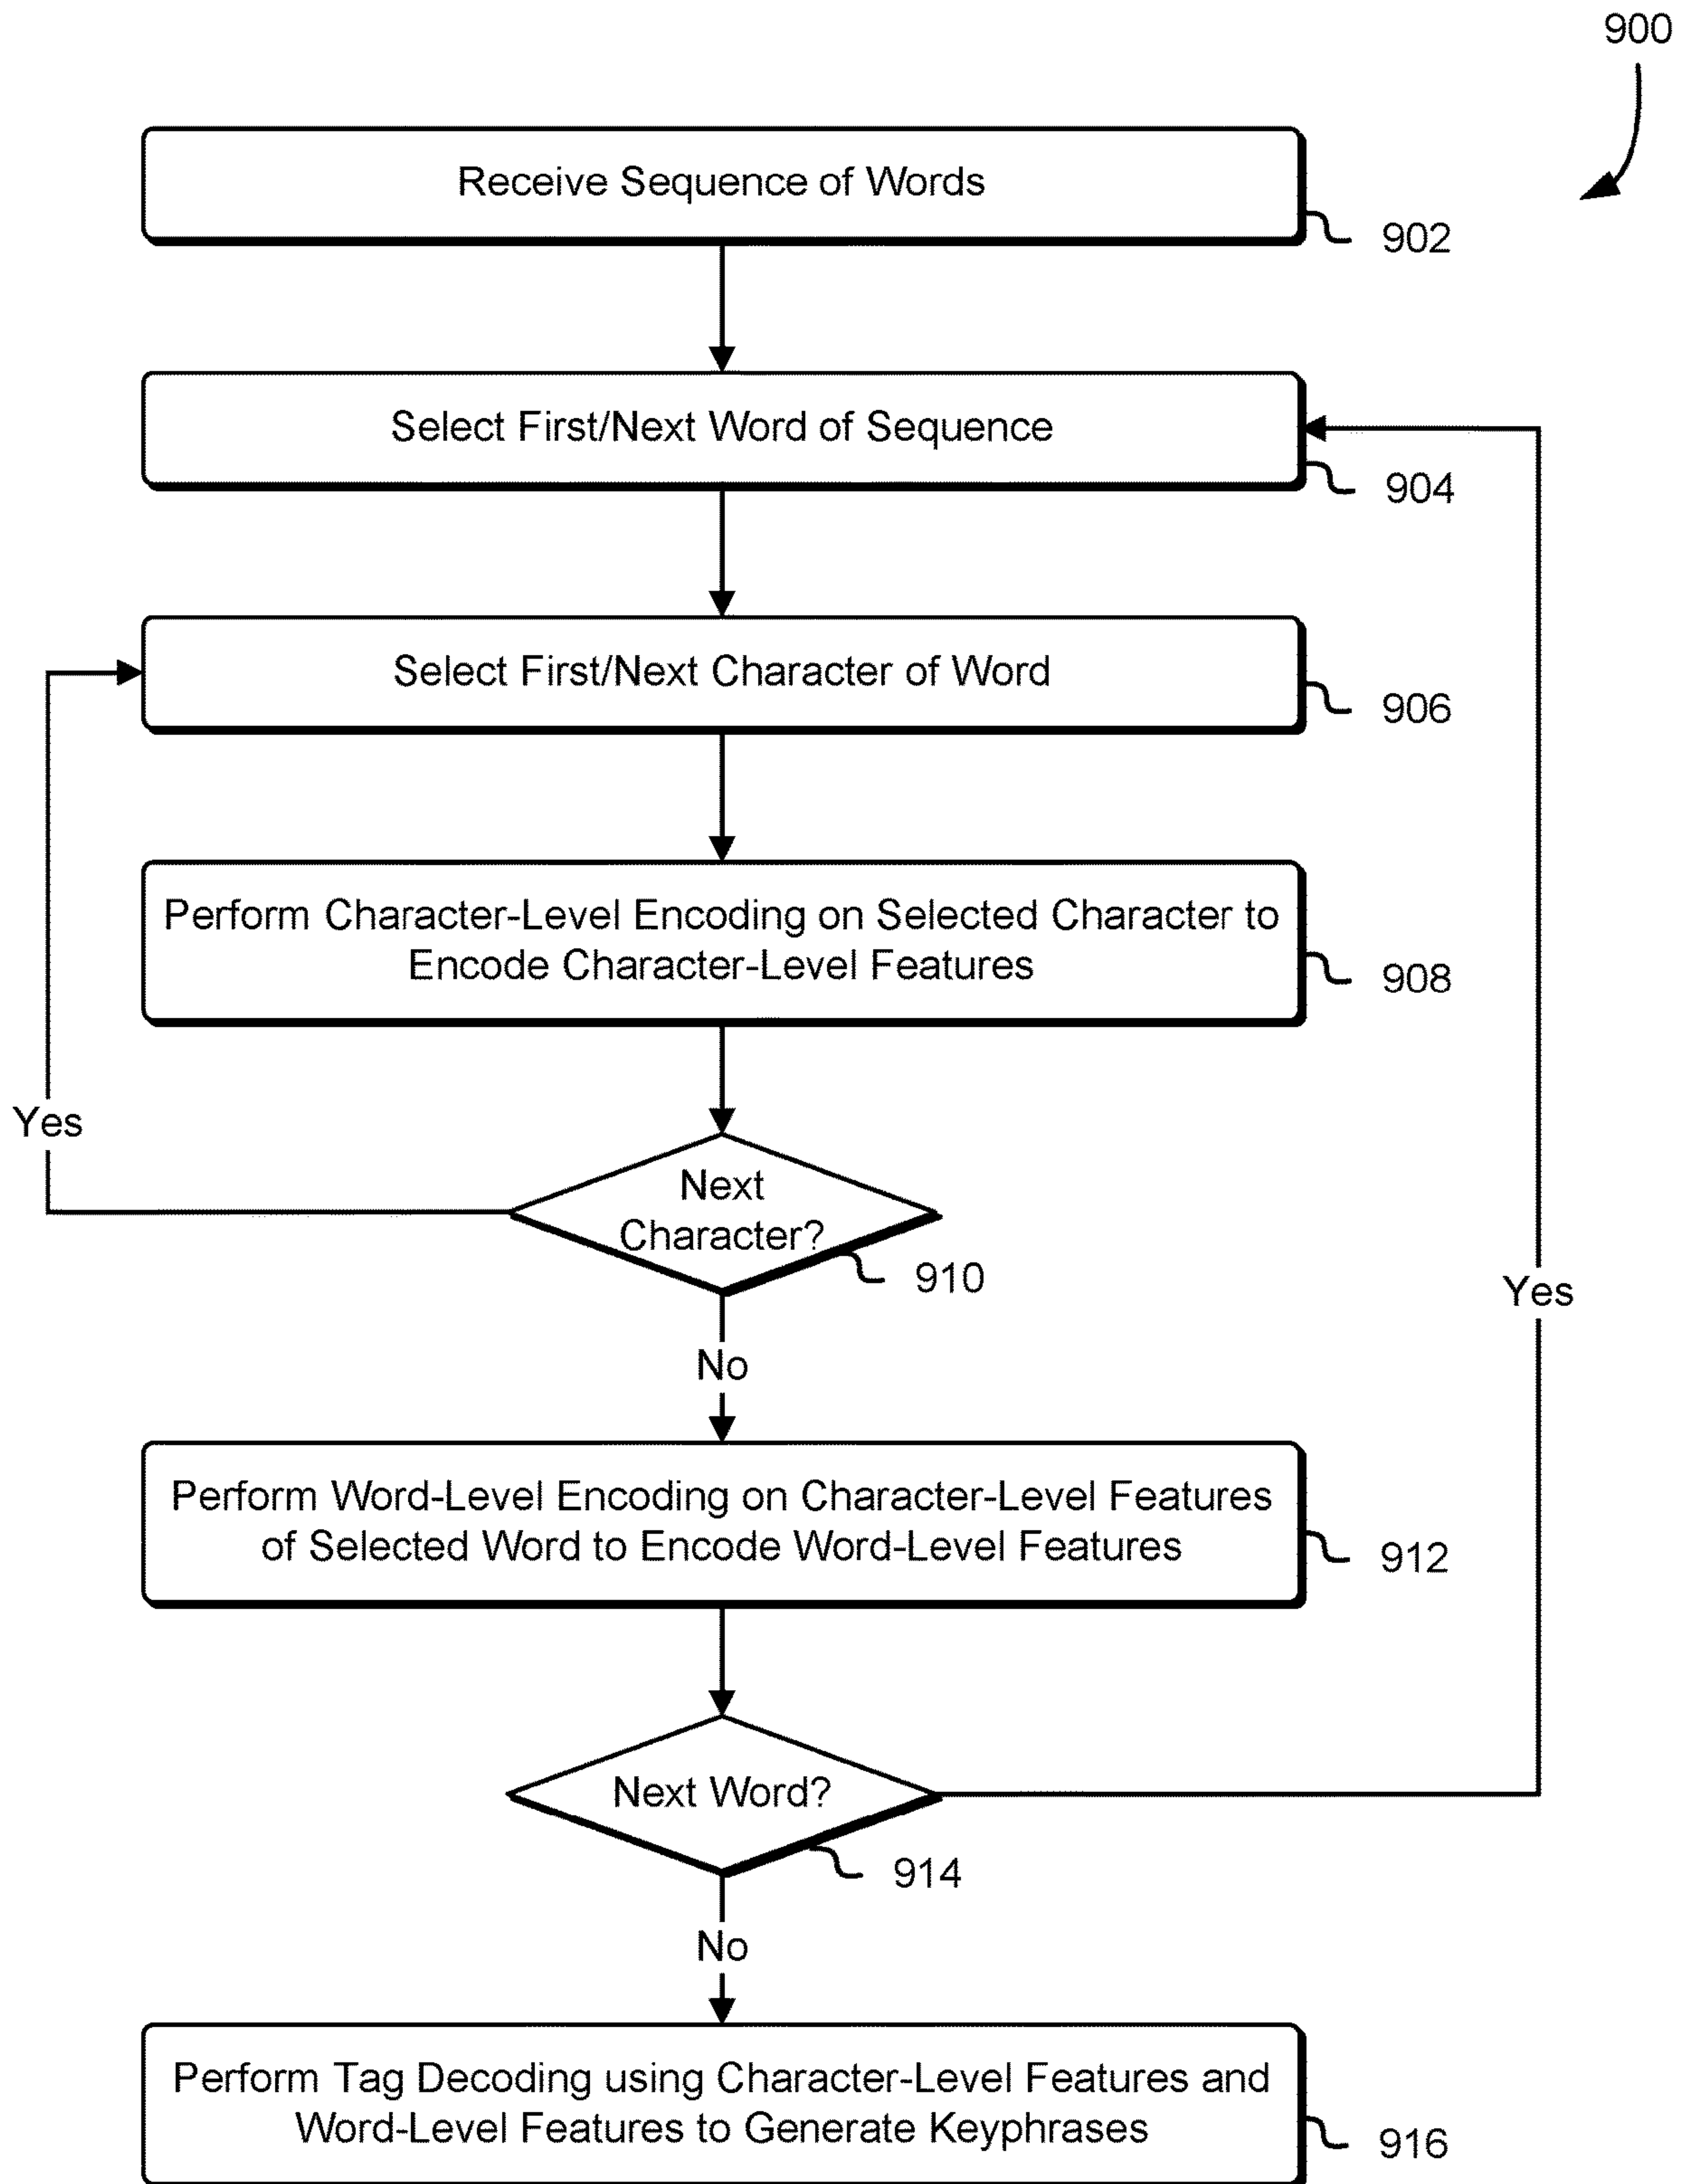 900
Receive Sequence of Words
902
Select First/Next Word of Sequence
904
Select First/Next Character of Word
906
Perform Character-Level Encoding on Selected Character to
Encode Character-Level Features
908
Yes
Next
Character?
910
Yes
No
Perform Word-Level Encoding on Character-Level Features
of Selected Word to Encode Word-Level Features
912
Next Word?
914
No
Perform Tag Decoding using Character-Level Features and
Word-Level Features to Generate Keyphrases
916